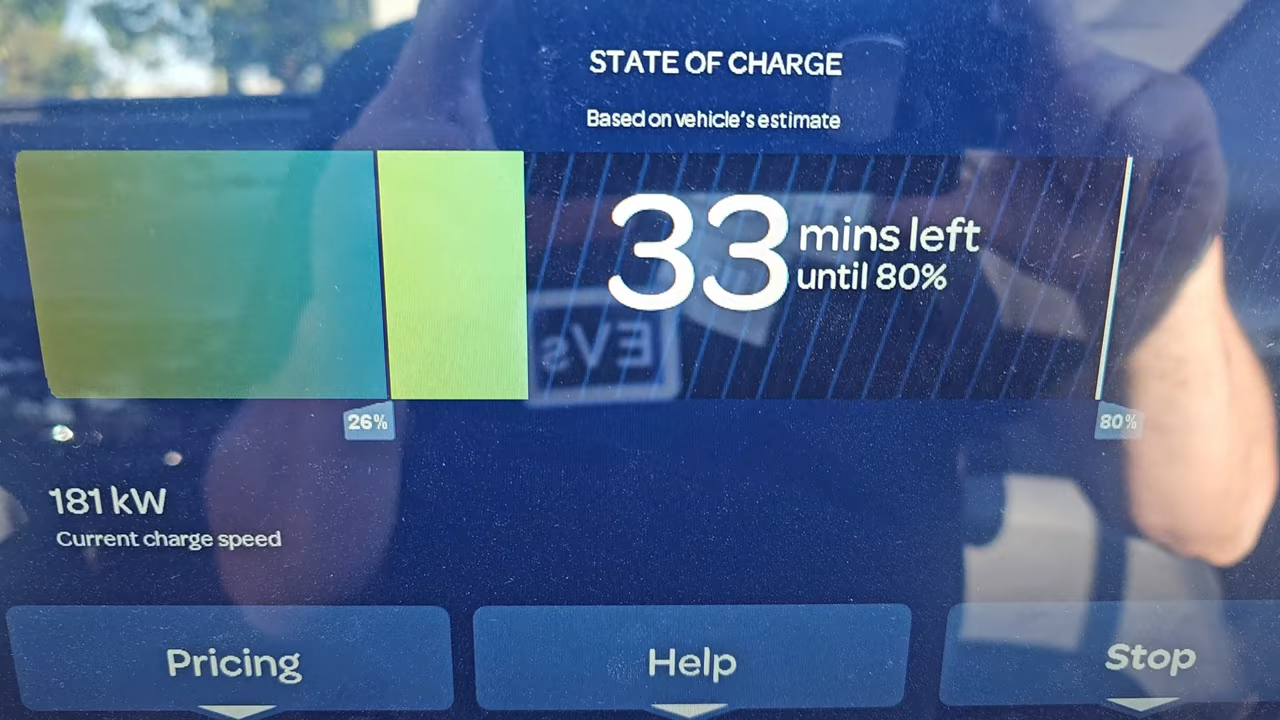 STATE OF CHARGE
Based on vehicle's estimate
33 mins left
until 80%
EVs
26%
80%
181 kW
Current charge speed
Pricing
Help
Stop